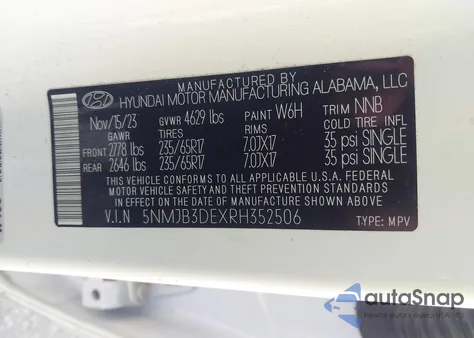 MANUFACTURED BY
HYUNDAI MOTOR MANUFACTURING ALABAMA, LLC
Nov/15/23 GVWR 4629 lbs PAINT W6H TRIM NNB
GAWR TIRES RIMS COLD TIRE INFL
FRONT 2778 lbs 235/65R17 7.0JX17 35 psi SINGLE
REAR 2646 lbs 235/65R17 7.0JX17 35 psi SINGLE
THIS VEHICLE CONFORMS TO ALL APPLICABLE U.S.A. FEDERAL
MOTOR VEHICLE SAFETY, BUMPER, AND THEFT PREVENTION
STANDARDS IN EFFECT ON THE DATE OF MANUFACTURE SHOWN ABOVE.
V.I.N 5NMJB3DEXRH352506 TYPE: MPV
autoSnap